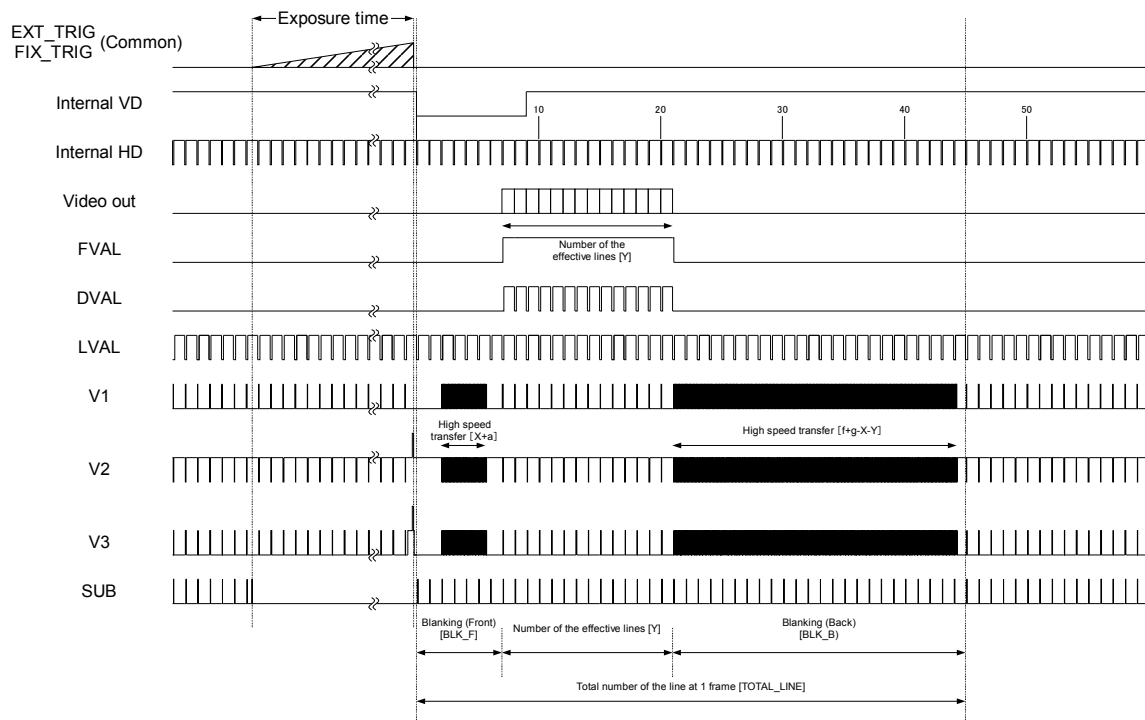 Exposure time
EXT_TRIG
FIX_TRIG (Common)
Internal VD
10 20 30 40 50
Internal HD
Video out
Number of the
effective lines [Y]
FVAL
DVAL
LVAL
V1
High speed
transfer [X+a]
High speed transfer [f+g-X-Y]
V2
V3
SUB
Blanking (Front)
[BLK_F]
Number of the effective lines [Y]
Blanking (Back)
[BLK_B)
Total number of the line at 1 frame [TOTAL_LINE]